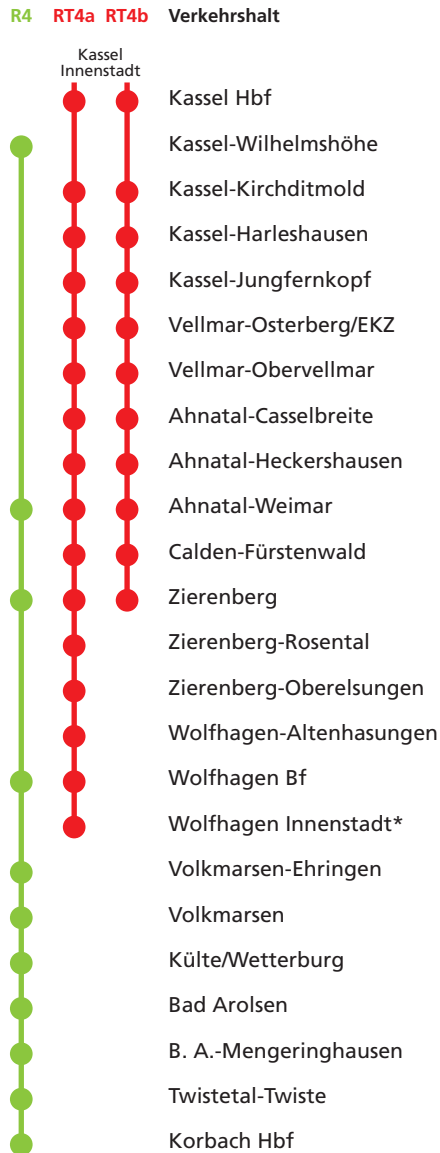 R4 RT4a RT4b Verkehrshalt
Kassel
Innenstadt
Kassel Hbf
Kassel-Wilhelmshöhe
Kassel-Kirchditmold
Kassel-Harleshausen
Kassel-Jungfernkopf
Vellmar-Osterberg/EKZ
Vellmar-Obervellmar
Ahnatal-Casselbreite
Ahnatal-Heckershausen
Ahnatal-Weimar
Calden-Fürstenwald
Zierenberg
Zierenberg-Rosental
Zierenberg-Oberelsungen
Wolfhagen-Altenhasungen
Wolfhagen Bf
Wolfhagen Innenstadt*
Volkmarsen-Ehringen
Volkmarsen
Külte/Wetterburg
Bad Arolsen
B. A.-Mengeringhausen
Twistetal-Twiste
Korbach Hbf